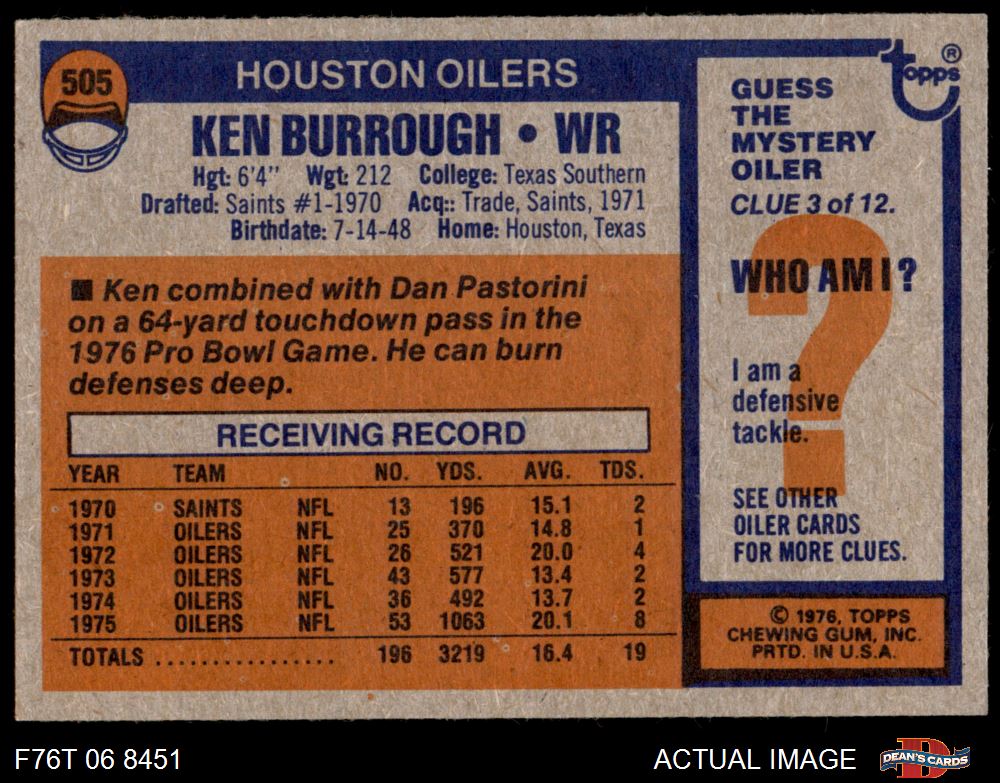 505
HOUSTON OILERS
KEN BURROUGH • WR
Hgt: 6'4" Wgt: 212 College: Texas Southern
Drafted: Saints #1-1970 Acq.: Trade, Saints, 1971
Birthdate: 7-14-48 Home: Houston, Texas
■ Ken combined with Dan Pastorini
on a 64-yard touchdown pass in the
1976 Pro Bowl Game. He can burn
defenses deep.
RECEIVING RECORD
YEAR TEAM NO. YDS. AVG. TDS.
1970 SAINTS NFL 13 196 15.1 2
1971 OILERS NFL 25 370 14.8 1
1972 OILERS NFL 26 521 20.0 4
1973 OILERS NFL 43 577 13.4 2
1974 OILERS NFL 36 492 13.7 2
1975 OILERS NFL 53 1063 20.1 8
TOTALS ................ 196 3219 16.4 19
topps®
GUESS
THE
MYSTERY
OILER
CLUE 3 of 12.
WHO AM I?
?
I am a
defensive
tackle.
SEE OTHER
OILER CARDS
FOR MORE CLUES.
© 1976, TOPPS
CHEWING GUM, INC.
PRTD. IN U.S.A.
F76T 06 8451
ACTUAL IMAGE
D
DEAN'S CARDS